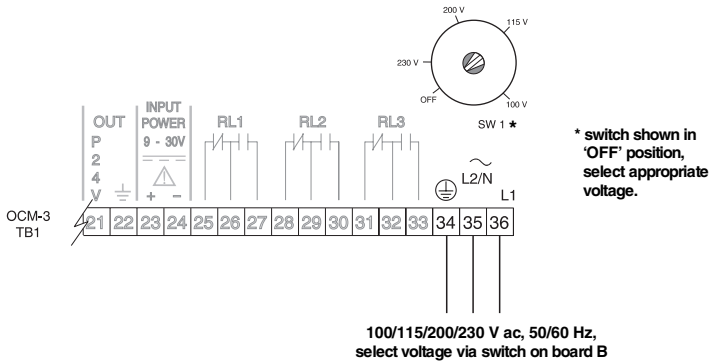 200 V
115 V
230 V
OFF
100 V
SW 1 *
* switch shown in
‘OFF’ position,
select appropriate
voltage.
OUT
P
2
4
V
INPUT
POWER
9 - 30V
+ -
RL1
RL2
RL3
L2/N
L1
OCM-3
TB1
21 22 23 24 25 26 27 28 29 30 31 32 33 34 35 36
100/115/200/230 V ac, 50/60 Hz,
select voltage via switch on board B